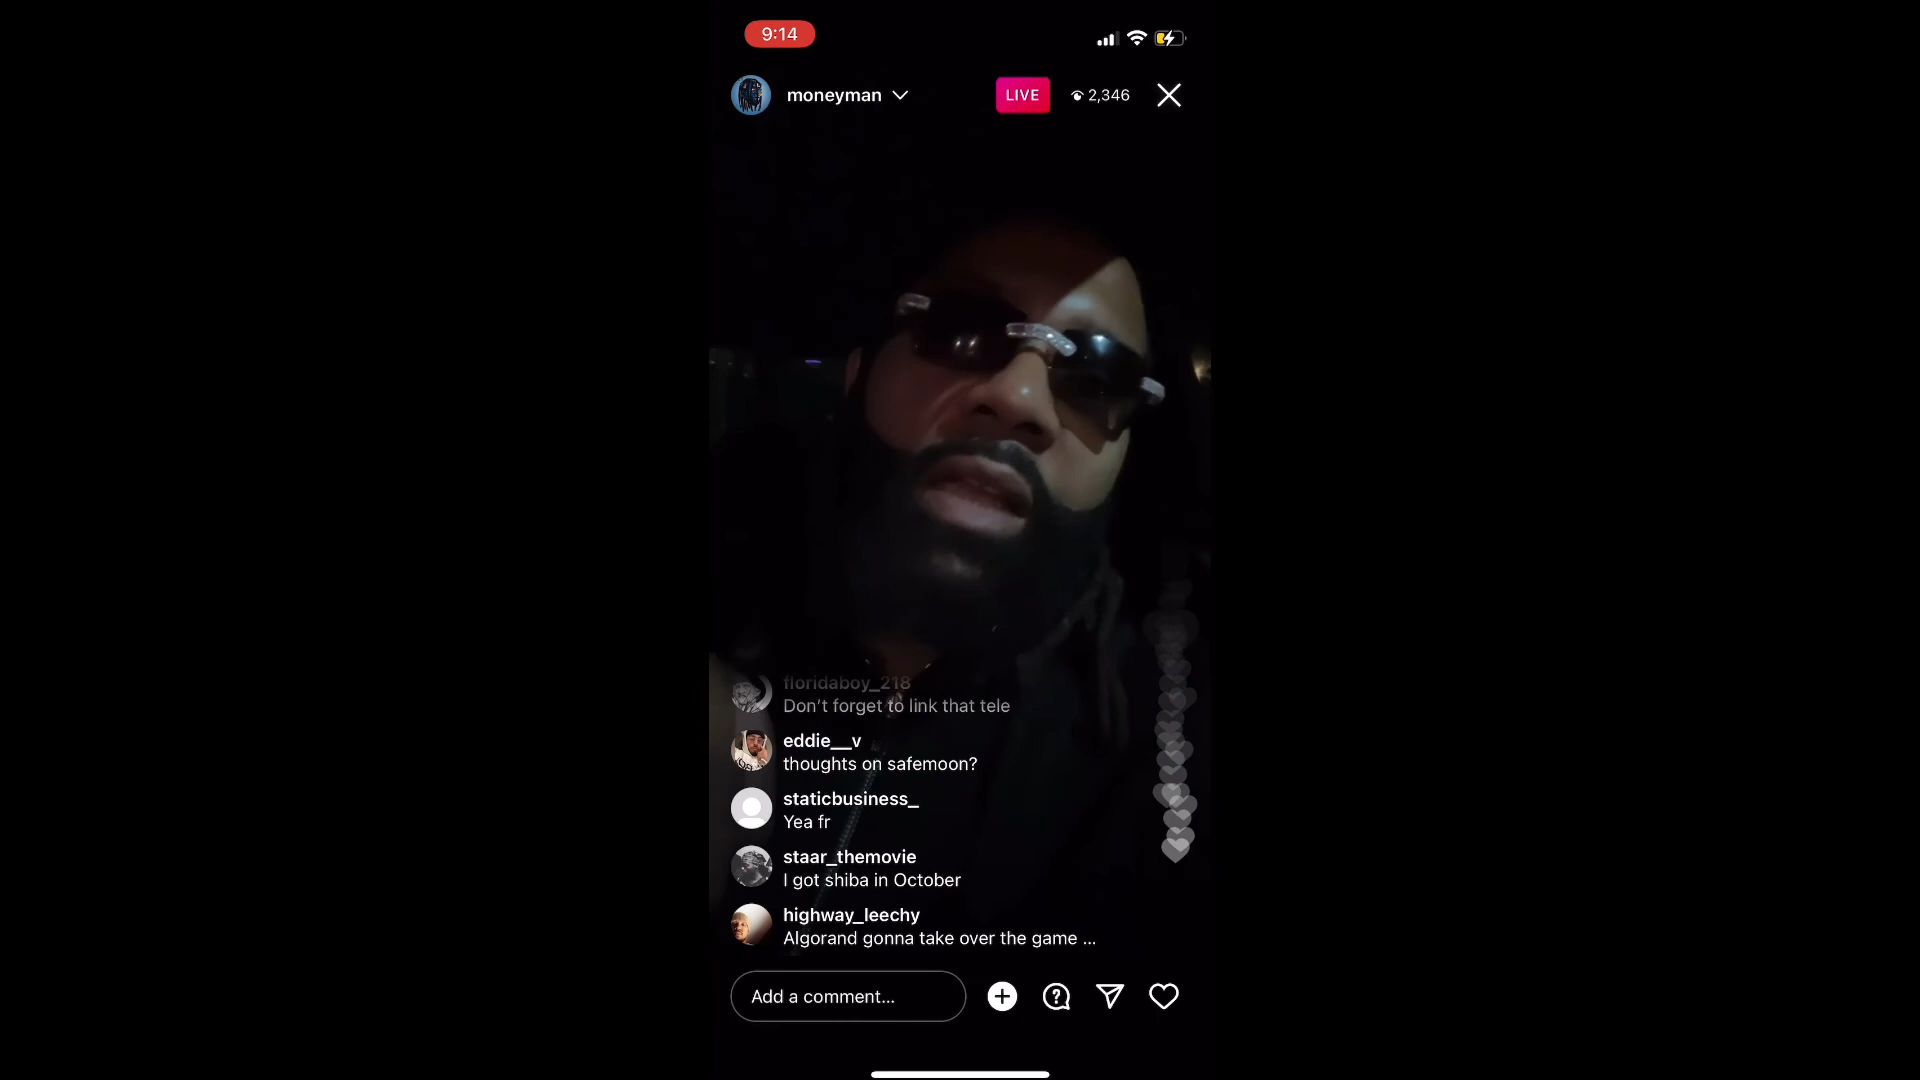 9:14
moneyman
LIVE
2,346
floridaboy_218
Don’t forget to link that tele
eddie__v
thoughts on safemoon?
staticbusiness_
Yea fr
staar_themovie
I got shiba in October
highway_leechy
Algorand gonna take over the game ...
Add a comment...